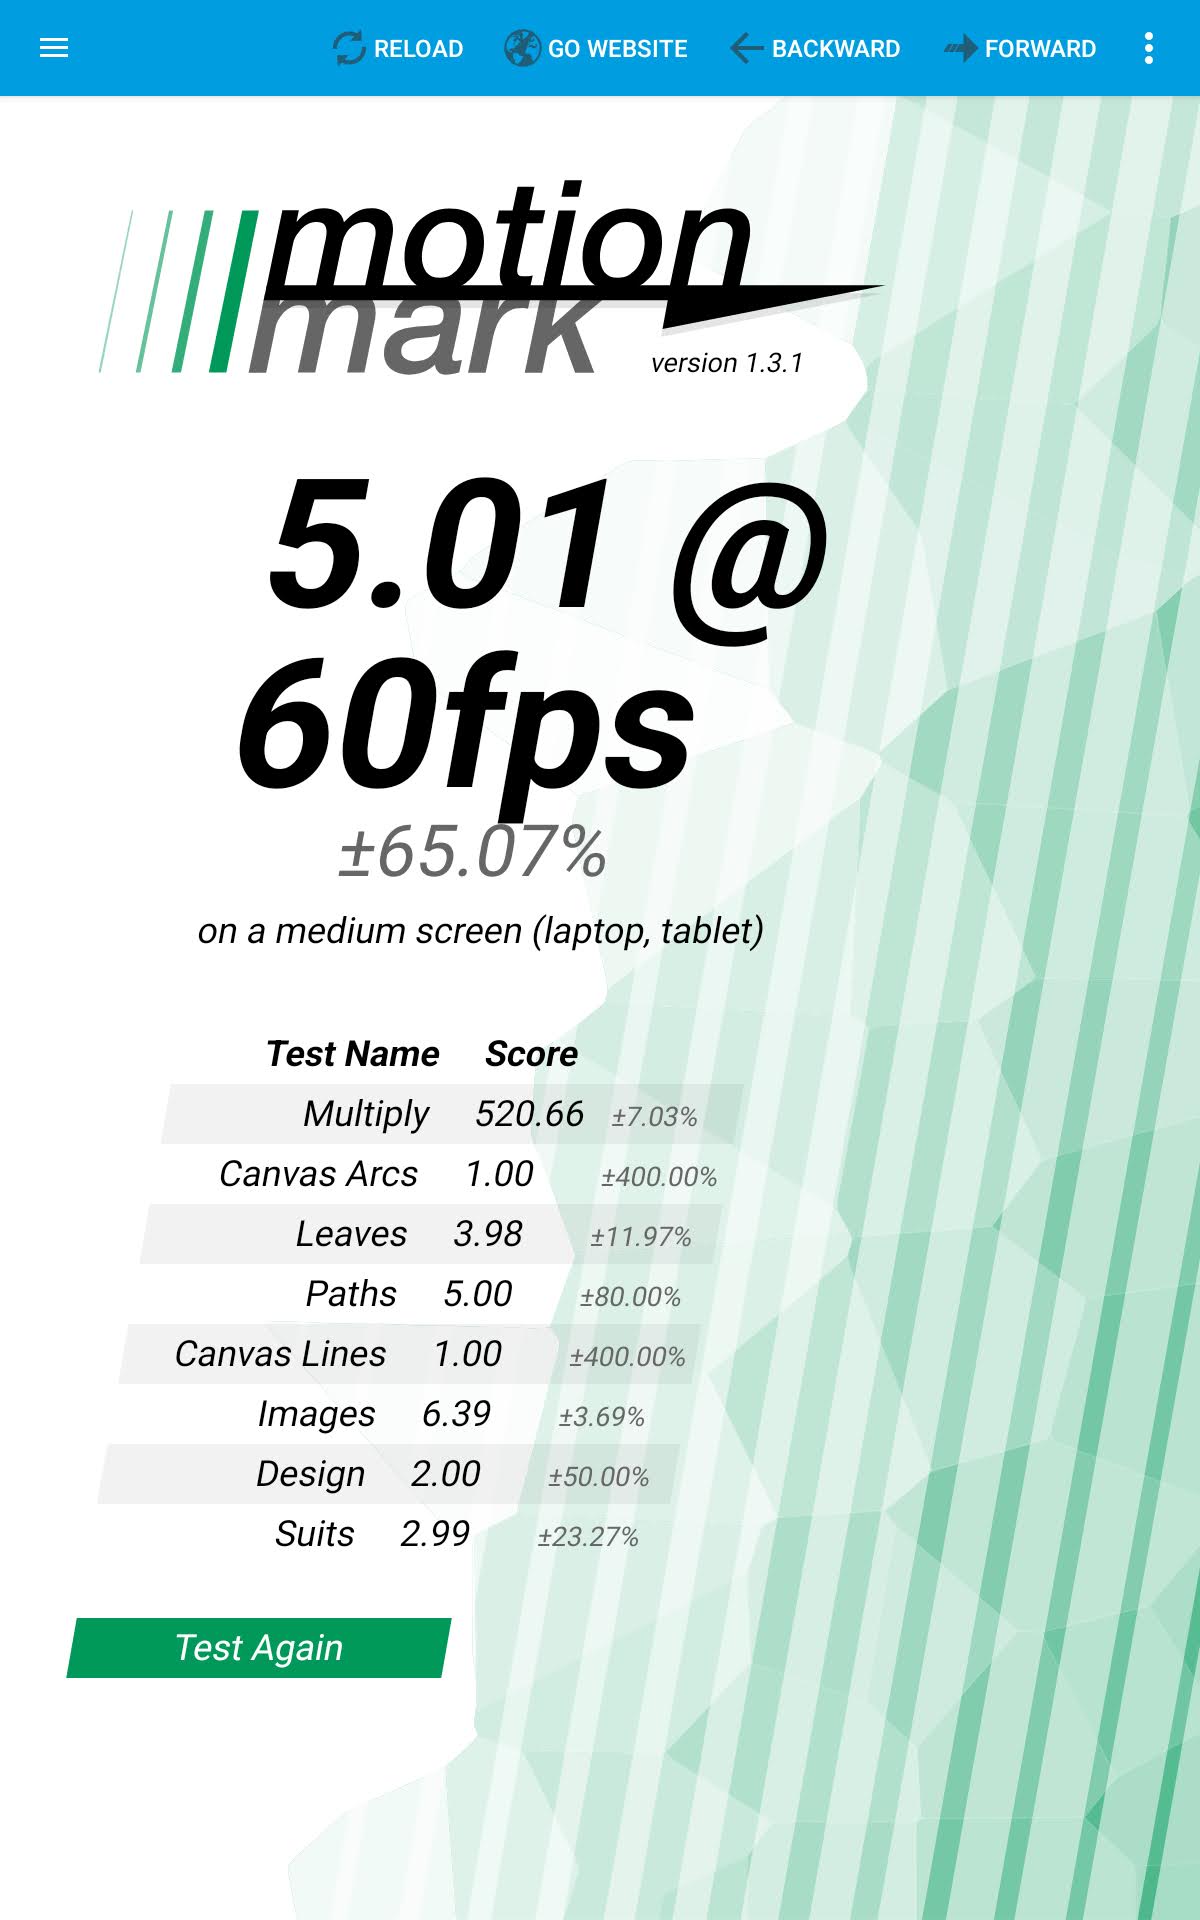 RELOAD GO WEBSITE BACKWARD FORWARD
motion
mark
version 1.3.1
5.01 @
60fps
±65.07%
on a medium screen (laptop, tablet)
Test Name Score
Multiply 520.66 ±7.03%
Canvas Arcs 1.00 ±400.00%
Leaves 3.98 ±11.97%
Paths 5.00 ±80.00%
Canvas Lines 1.00 ±400.00%
Images 6.39 ±3.69%
Design 2.00 ±50.00%
Suits 2.99 ±23.27%
Test Again